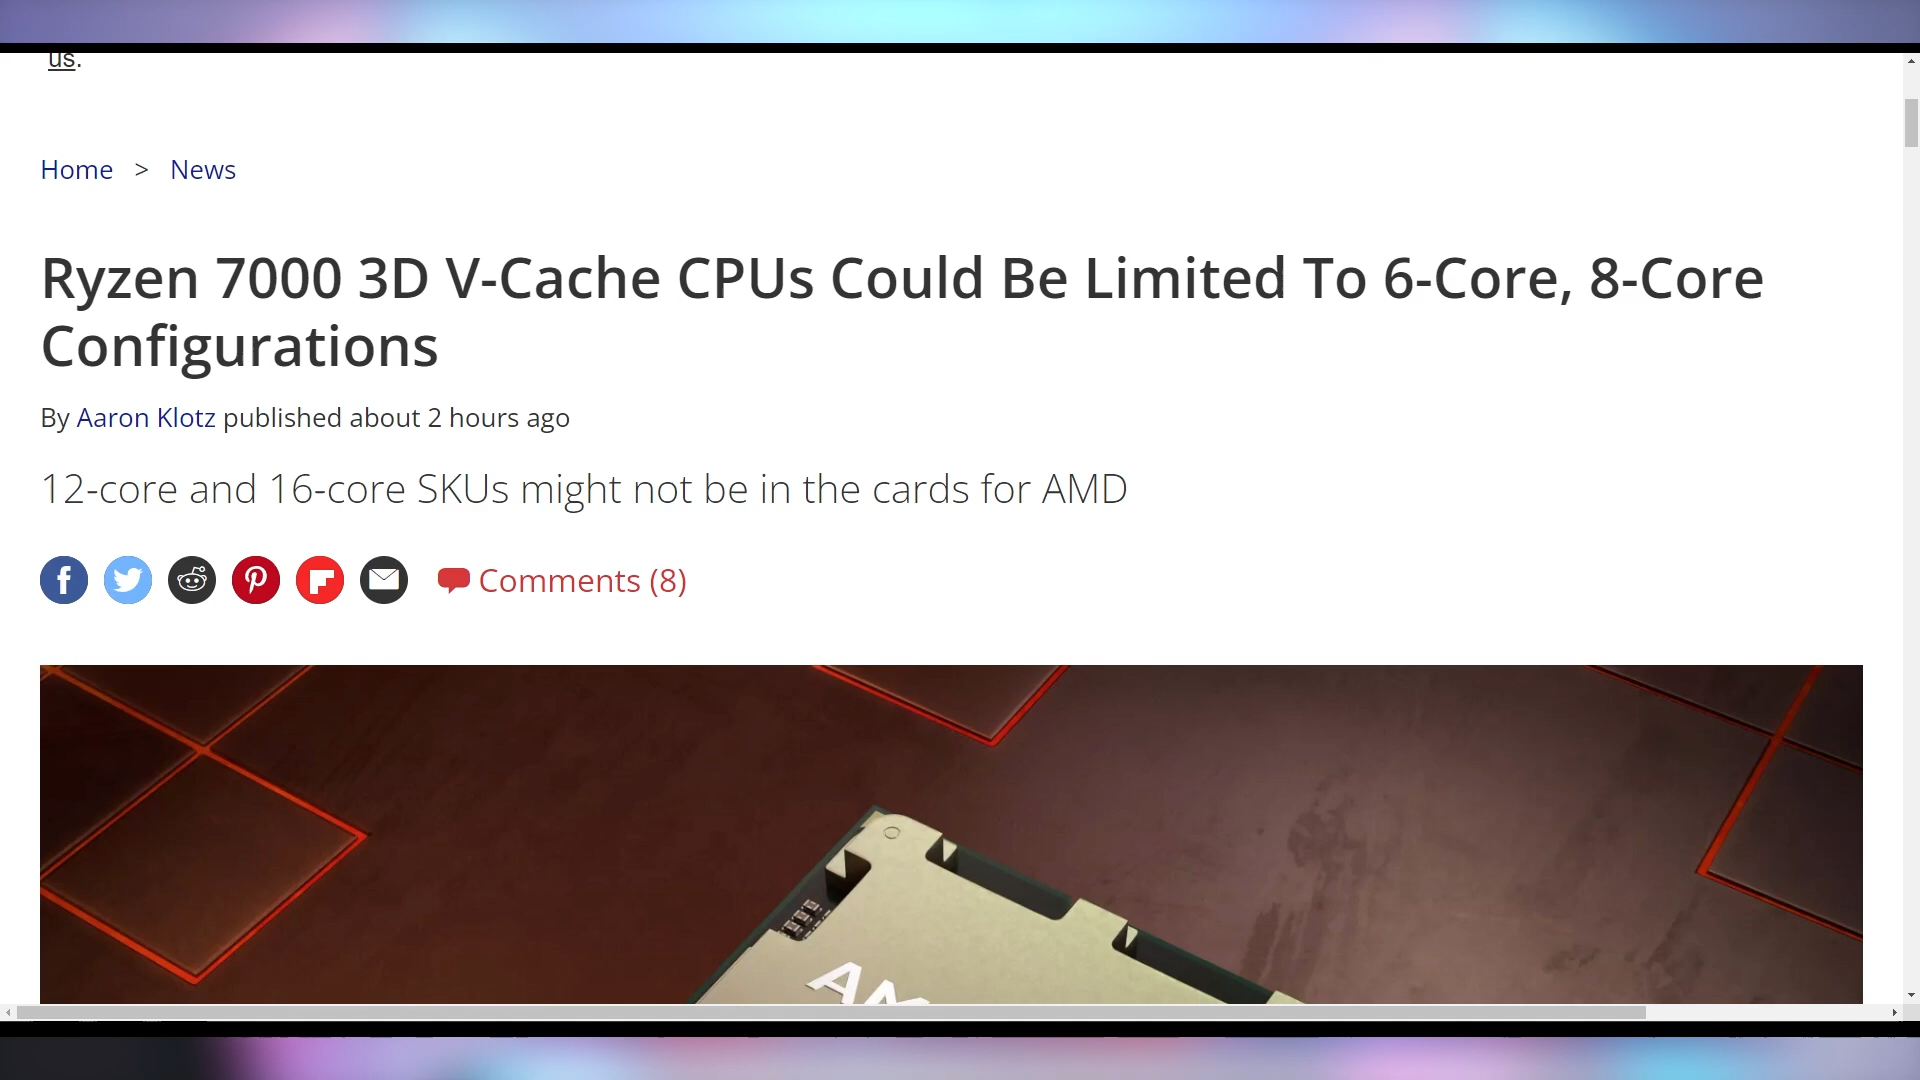 us.
Home > News
Ryzen 7000 3D V-Cache CPUs Could Be Limited To 6-Core, 8-Core
Configurations
By Aaron Klotz published about 2 hours ago
12-core and 16-core SKUs might not be in the cards for AMD
Comments (8)